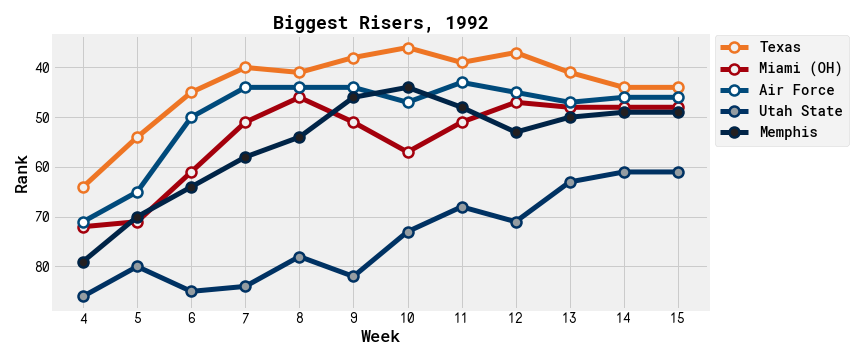 Biggest Risers, 1992
Texas
Miami (OH)
Air Force
Utah State
Memphis
Rank
40
50
60
70
80
4 5 6 7 8 9 10 11 12 13 14 15
Week